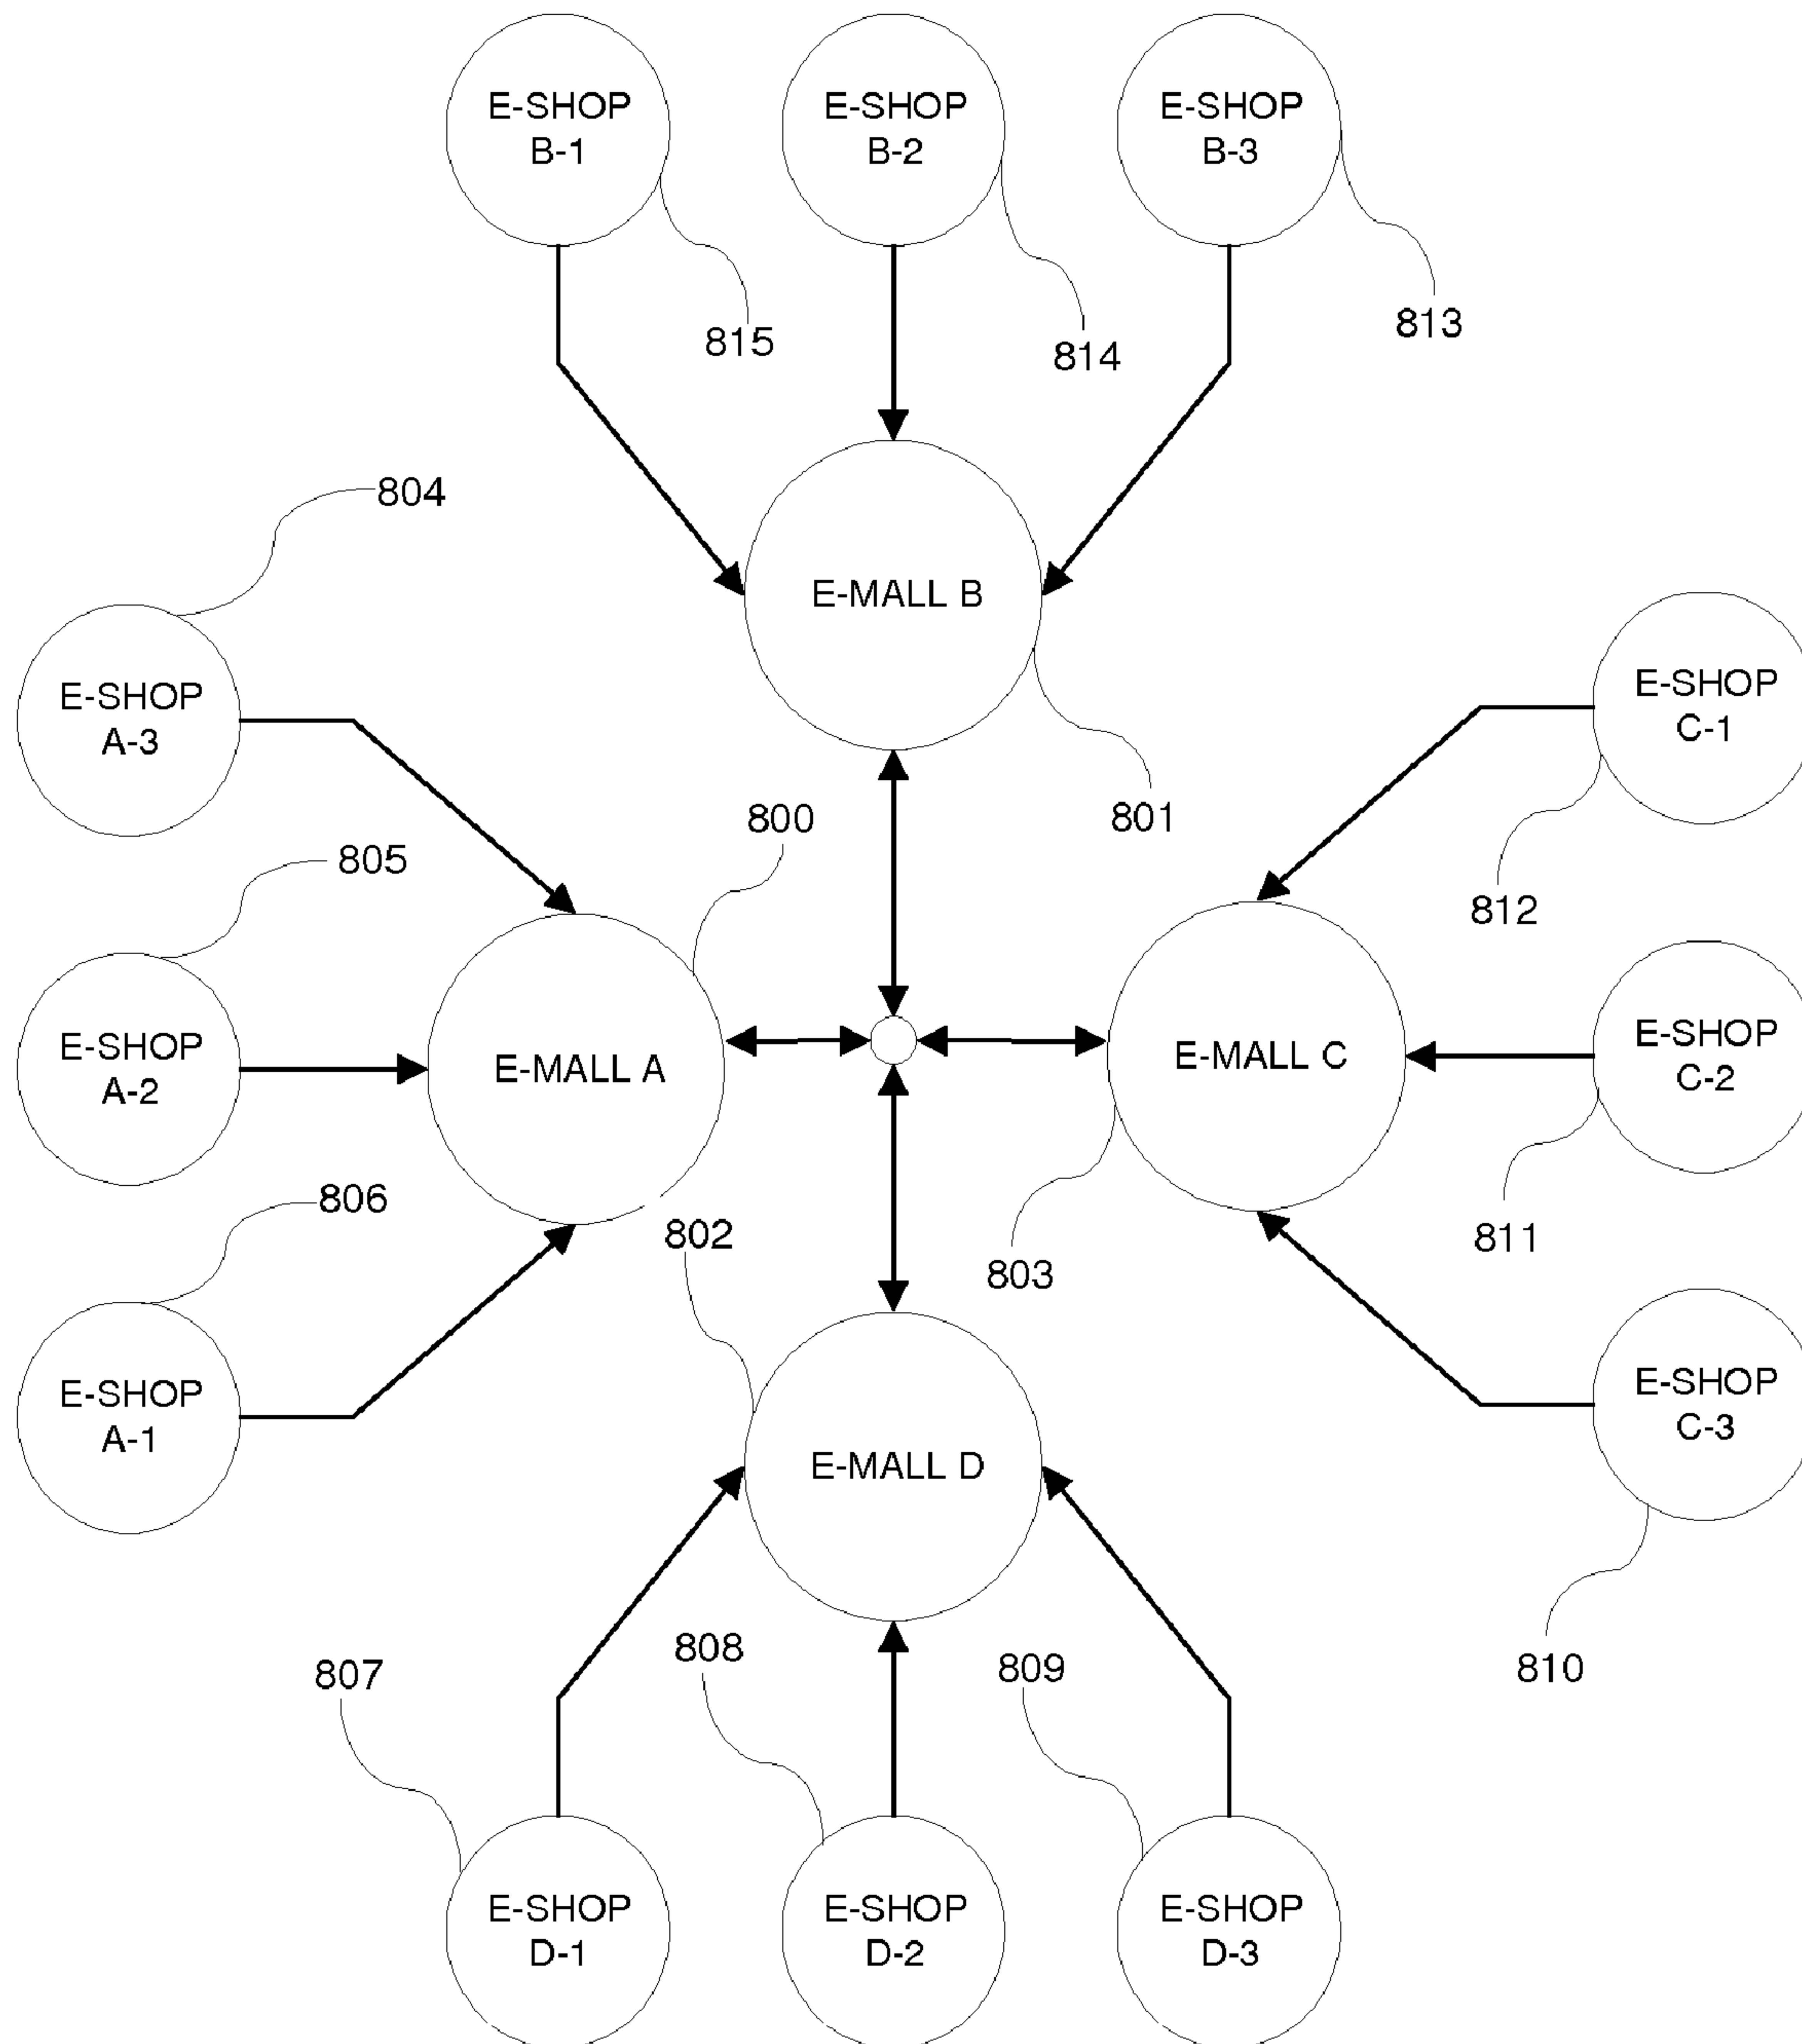 E-SHOP
B-1
E-SHOP
B-2
E-SHOP
B-3
815
814
813
804
E-MALL B
E-SHOP
A-3
E-SHOP
C-1
800
801
805
812
E-SHOP
A-2
E-MALL A
E-MALL C
E-SHOP
C-2
806
802
803
811
E-SHOP
A-1
E-MALL D
E-SHOP
C-3
807
808
809
810
E-SHOP
D-1
E-SHOP
D-2
E-SHOP
D-3